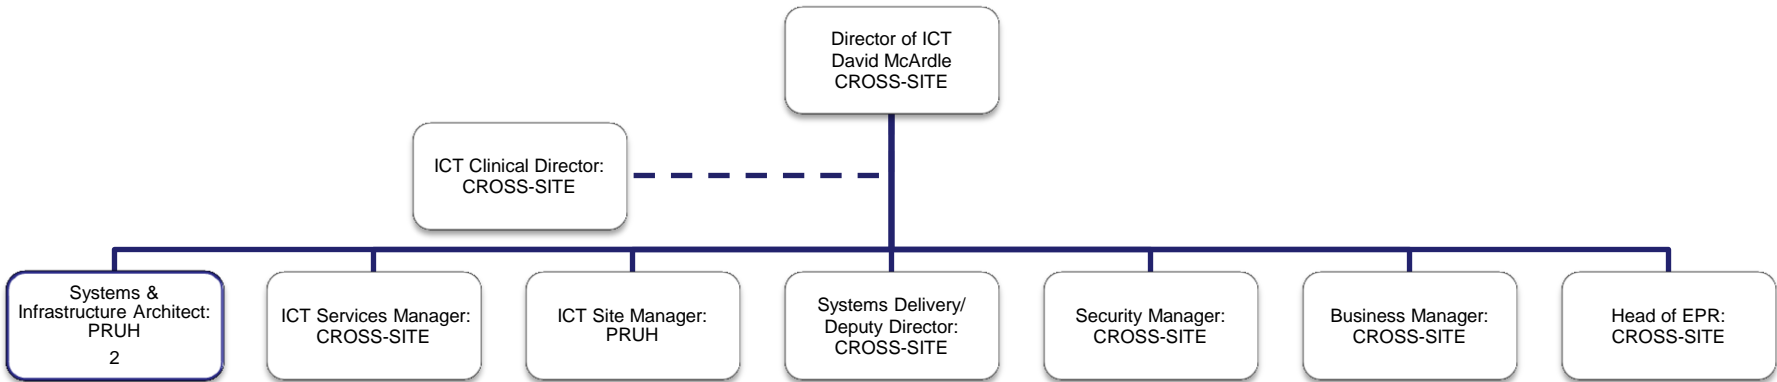 Director of ICT
David McArdle
CROSS-SITE
ICT Clinical Director:
CROSS-SITE
Systems &
Infrastructure Architect:
PRUH
2
ICT Services Manager:
CROSS-SITE
ICT Site Manager:
PRUH
Systems Delivery/
Deputy Director:
CROSS-SITE
Security Manager:
CROSS-SITE
Business Manager:
CROSS-SITE
Head of EPR:
CROSS-SITE